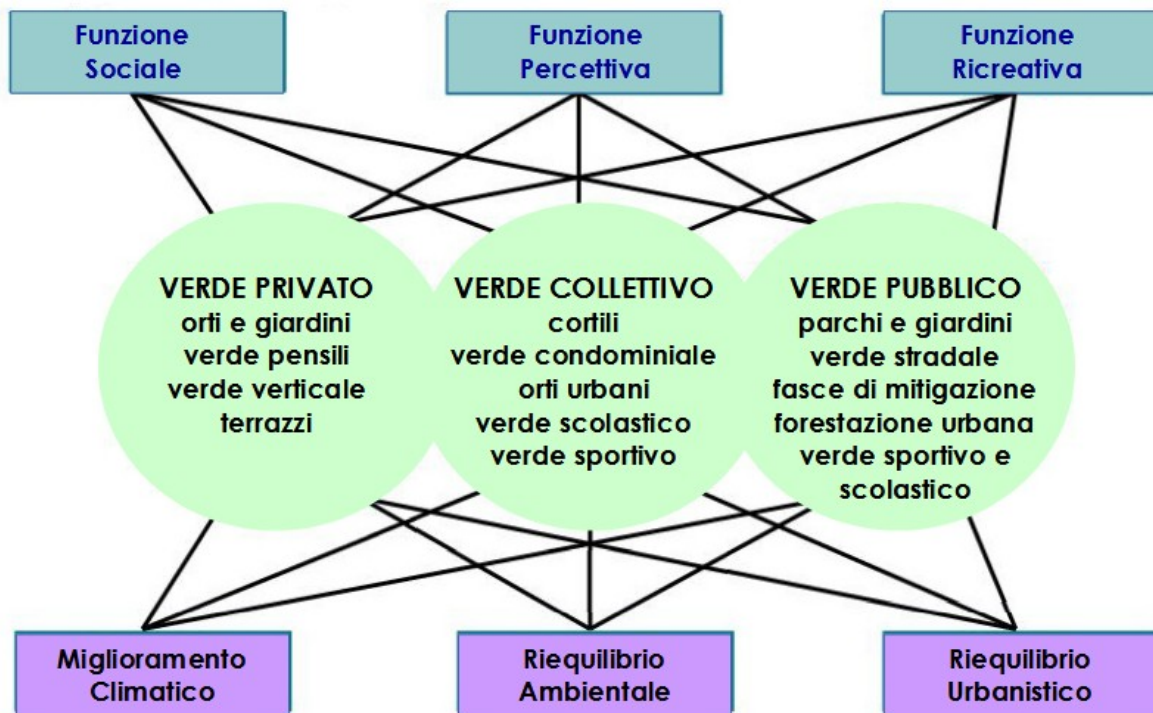 Funzione
Sociale
Funzione
Percettiva
Funzione
Ricreativa
VERDE PRIVATO
orti e giardini
verde pensili
verde verticale
terrazzi
VERDE COLLETTIVO
cortili
verde condominiale
orti urbani
verde scolastico
verde sportivo
VERDE PUBBLICO
parchi e giardini
verde stradale
fasce di mitigazione
forestazione urbana
verde sportivo e
scolastico
Miglioramento
Climatico
Riequilibrio
Ambientale
Riequilibrio
Urbanistico